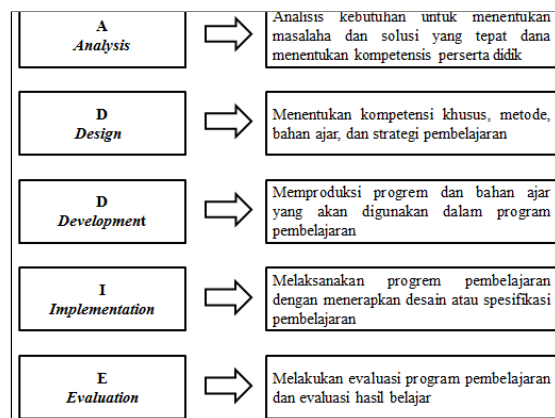 A
Analysis
Analisis kebutuhan untuk menentukan
masalaha dan solusi yang tepat dana
menentukan kompetensis perserta didik
D
Design
Menentukan kompetensi khusus, metode,
bahan ajar, dan strategi pembelajaran
D
Development
Memproduksi progrem dan bahan ajar
yang akan digunakan dalam program
pembelajaran
I
Implementation
Melaksanakan progrem pembelajaran
dengan menerapkan desain atau spesifikasi
pembelajaran
E
Evaluation
Melakukan evaluasi program pembelajaran
dan evaluasi hasil belajar